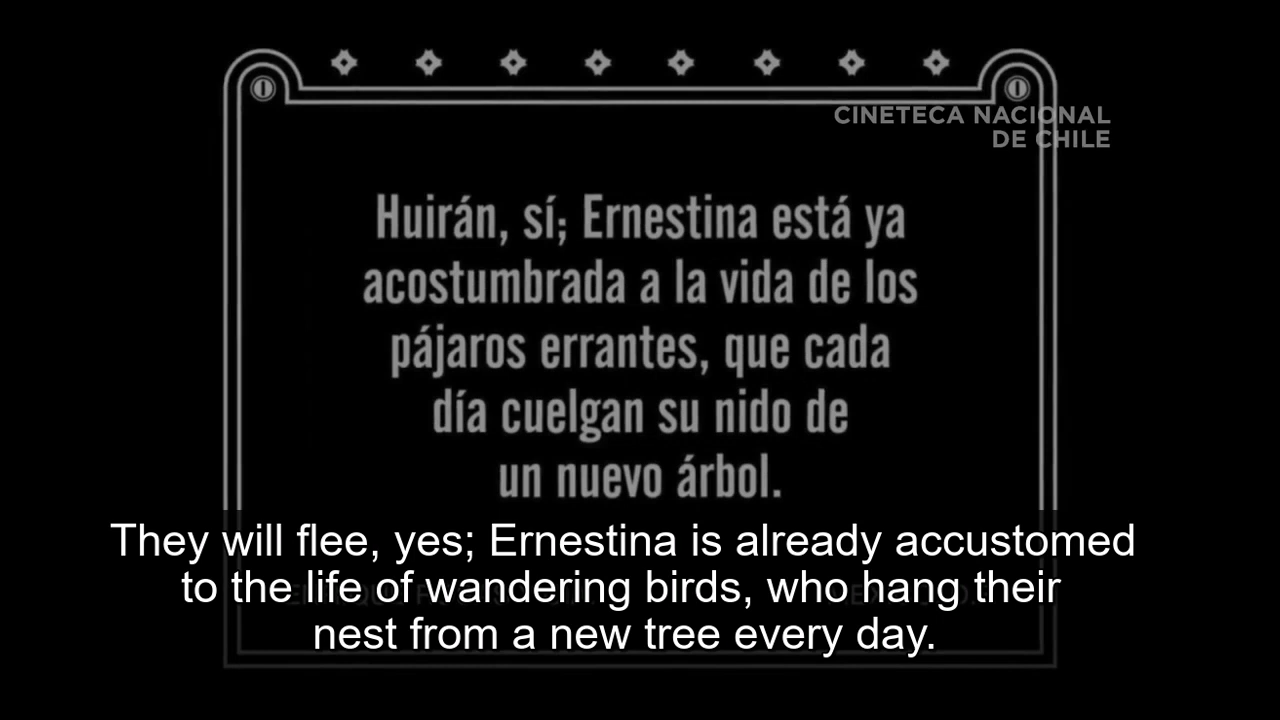 CINETECA NACIONAL
DE CHILE
Huirán, sí; Ernestina está ya
acostumbrada a la vida de los
pájaros errantes, que cada
día cuelgan su nido de
un nuevo árbol.
They will flee, yes; Ernestina is already accustomed
to the life of wandering birds, who hang their
nest from a new tree every day.